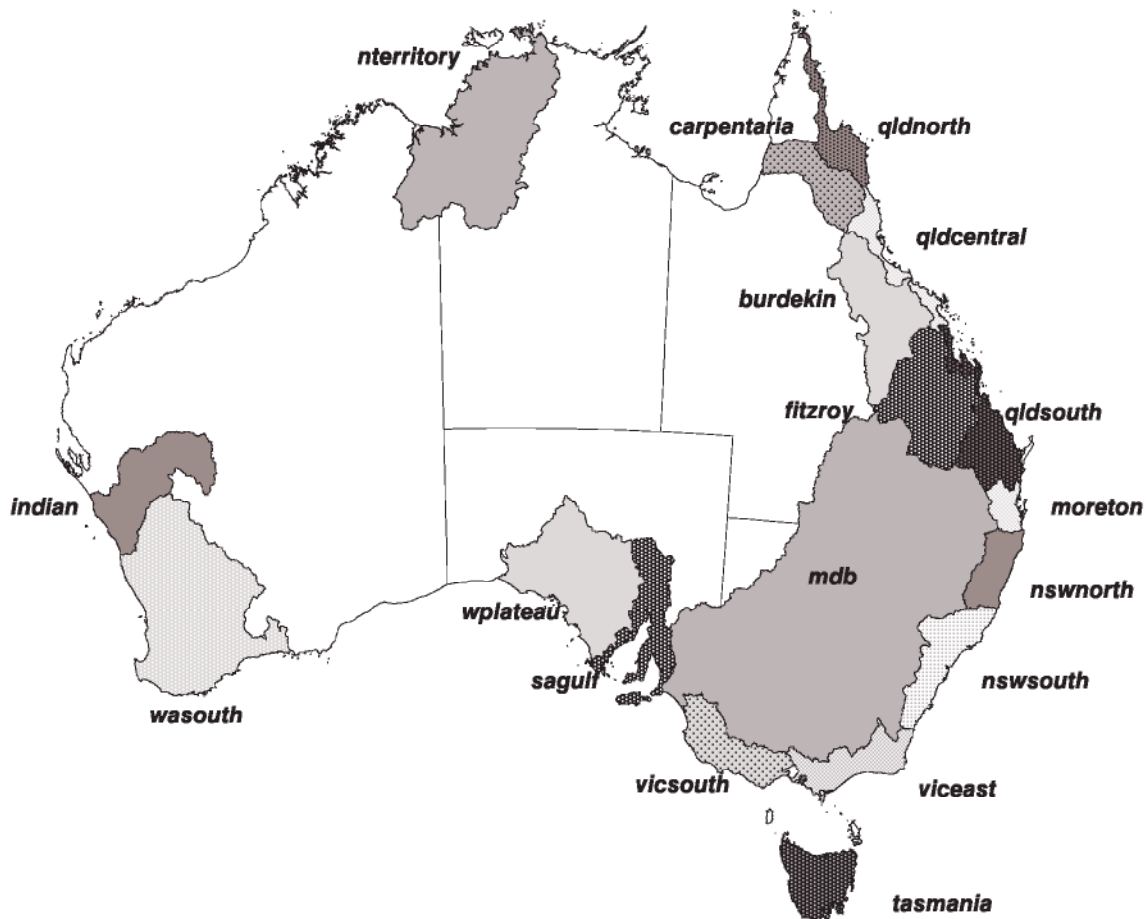 nterritory
carpentaria
qldnorth
qldcentral
burdekin
fitzroy
qldsouth
indian
moreton
mdb
nswnorth
wplateau
sagulf
nswsouth
wasouth
vicsouth
viceast
tasmania